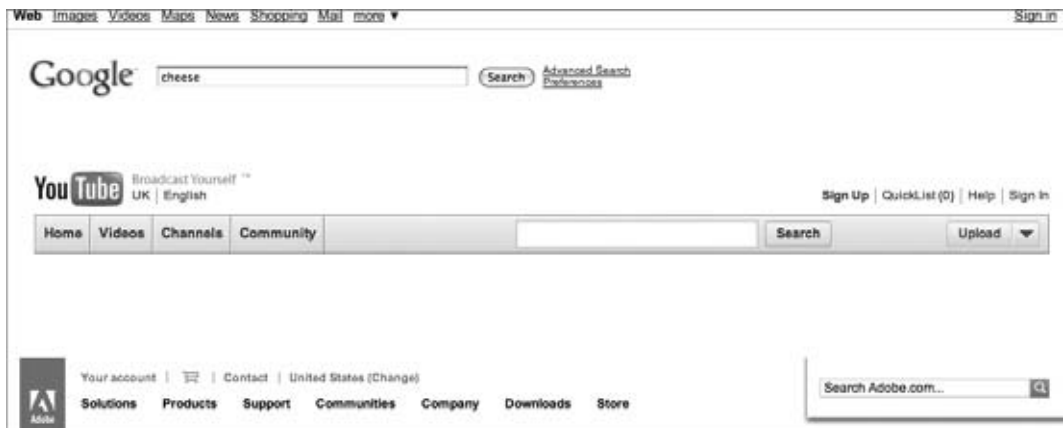 Web Images Videos Maps News Shopping Mail more ▼ Sign in
Google cheese Search Advanced Search
Preferences
YouTube Broadcast Yourself ™
UK | English Sign Up | QuickList (0) | Help | Sign In
Home Videos Channels Community Search Upload
Your account | | Contact | United States (Change)
Search Adobe.com...
Adobe Solutions Products Support Communities Company Downloads Store